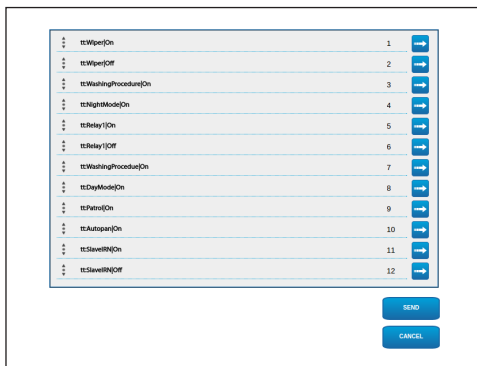 tt:Wiper|On 1
tt:Wiper|Off 2
tt:WashingProcedure|On 3
tt:NightMode|On 4
tt:Relay1|On 5
tt:Relay1|Off 6
tt:WashingProcedue|On 7
tt:DayMode|On 8
tt:Patrol|On 9
tt:Autopan|On 10
tt:SlaveIRN|On 11
tt:SlaveIRN|Off 12
SEND
CANCEL